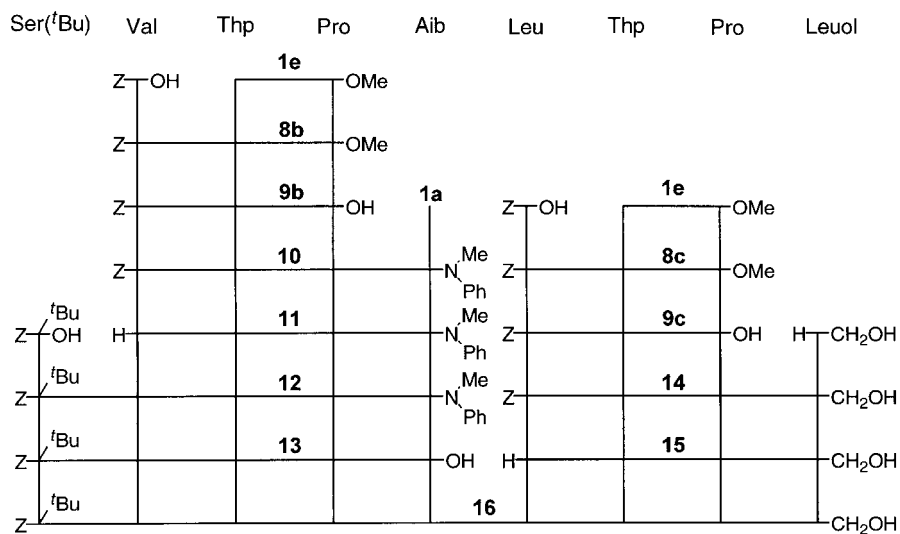 Ser(ᵗBu) Val Thp Pro Aib Leu Thp Pro Leuol
Z OH 1e OMe
Z 8b OMe
Z 9b OH 1a Z OH 1e OMe
Z 10 N Me Ph Z 8c OMe
Z ᵗBu OH H 11 N Me Ph Z 9c OH H CH₂OH
Z ᵗBu 12 N Me Ph Z 14 CH₂OH
Z ᵗBu 13 OH H 15 CH₂OH
Z ᵗBu 16 CH₂OH